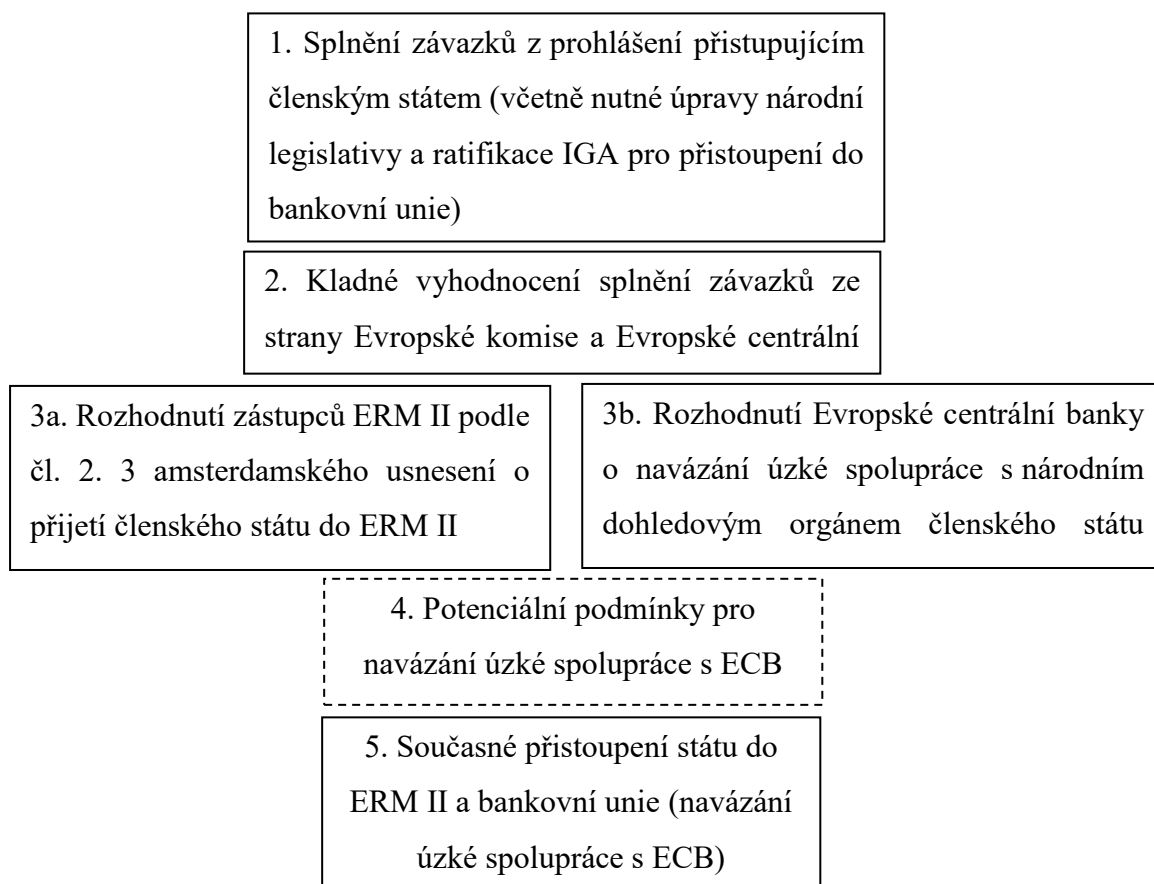 1. Splnění závazků z prohlášení přistupujícím
členským státem (včetně nutné úpravy národní
legislativy a ratifikace IGA pro přistoupení do
bankovní unie)
2. Kladné vyhodnocení splnění závazků ze
strany Evropské komise a Evropské centrální
3a. Rozhodnutí zástupců ERM II podle
čl. 2. 3 amsterdamského usnesení o
přijetí členského státu do ERM II
3b. Rozhodnutí Evropské centrální banky
o navázání úzké spolupráce s národním
dohledovým orgánem členského státu
4. Potenciální podmínky pro
navázání úzké spolupráce s ECB
5. Současné přistoupení státu do
ERM II a bankovní unie (navázání
úzké spolupráce s ECB)